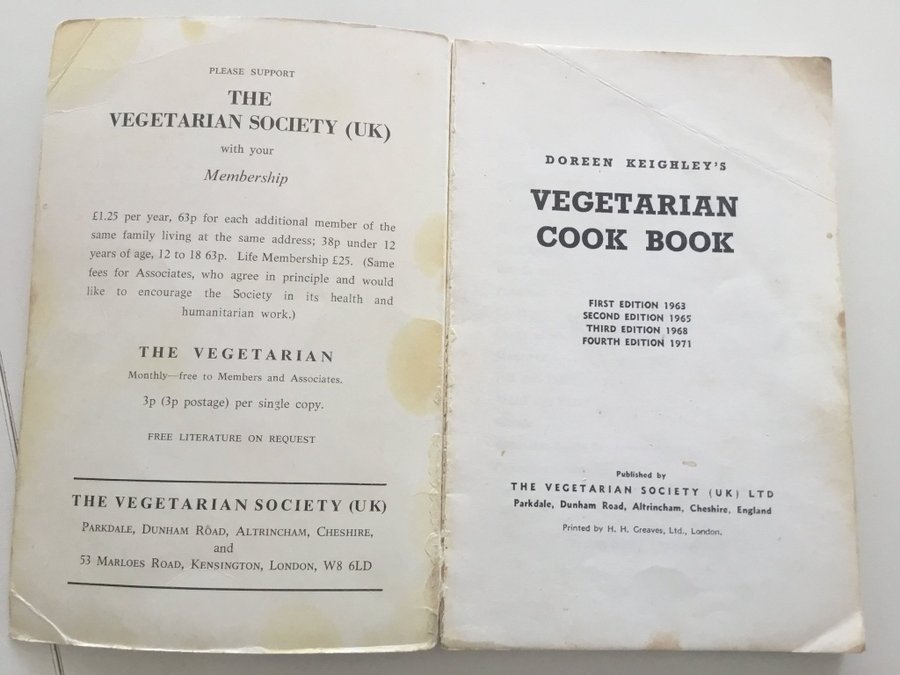 PLEASE SUPPORT
THE
VEGETARIAN SOCIETY (UK)
with your
Membership
£1.25 per year, 63p for each additional member of the
same family living at the same address; 38p under 12
years of age, 12 to 18 63p. Life Membership £25. (Same
fees for Associates, who agree in principle and would
like to encourage the Society in its health and
humanitarian work.)
THE VEGETARIAN
Monthly—free to Members and Associates.
3p (3p postage) per single copy.
FREE LITERATURE ON REQUEST
THE VEGETARIAN SOCIETY (UK)
PARKDALE, DUNHAM ROAD, ALTRINCHAM, CHESHIRE,
and
53 MARLOES ROAD, KENSINGTON, LONDON, W8 6LD
DOREEN KEIGHLEY'S
VEGETARIAN
COOK BOOK
FIRST EDITION 1963
SECOND EDITION 1965
THIRD EDITION 1968
FOURTH EDITION 1971
Published by
THE VEGETARIAN SOCIETY (UK) LTD
Parkdale, Dunham Road, Altrincham, Cheshire, England
Printed by H. H. Greaves, Ltd., London.